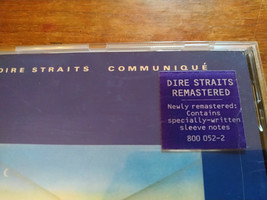 DIRE STRAITS COMMUNIQUÉ
DIRE STRAITS
REMASTERED
Newly remastered:
Contains
specially-written
sleeve notes
800 052-2